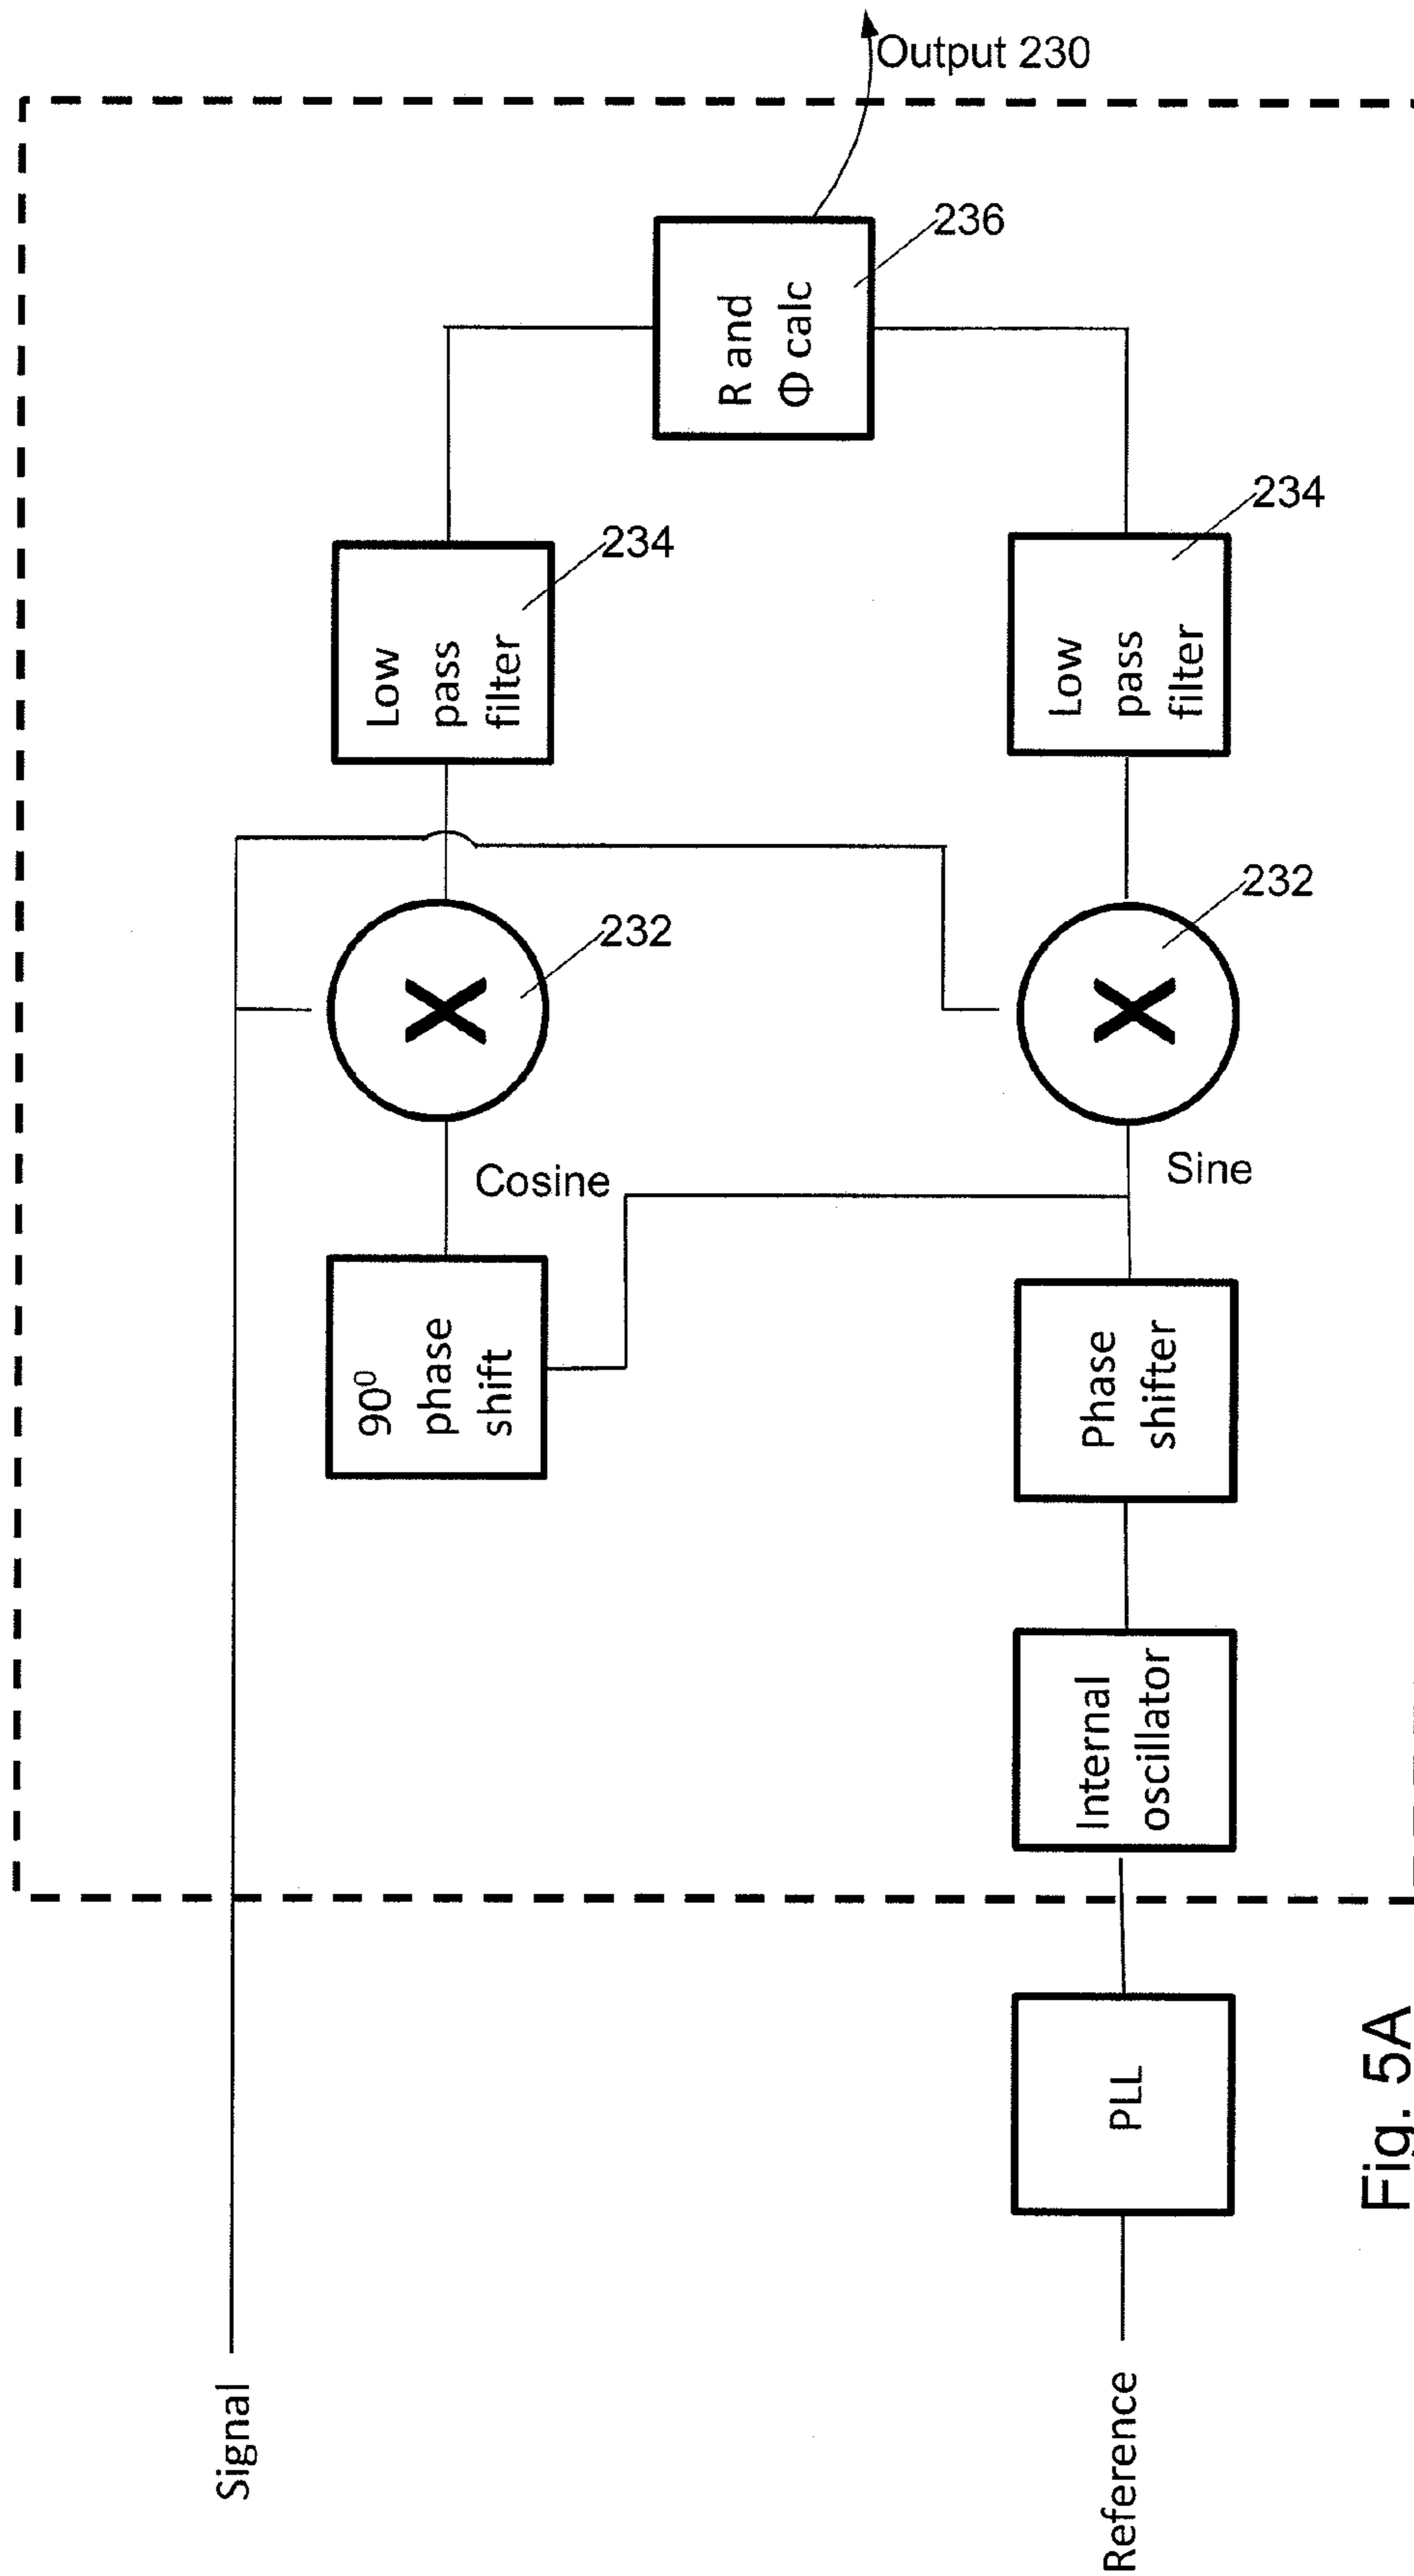 Output 230
236
R and
Φ calc
234
Low
pass
filter
234
Low
pass
filter
232
X
232
X
Cosine
Sine
90⁰
phase
shift
Phase
shifter
Internal
oscillator
PLL
Signal
Reference
Fig. 5A